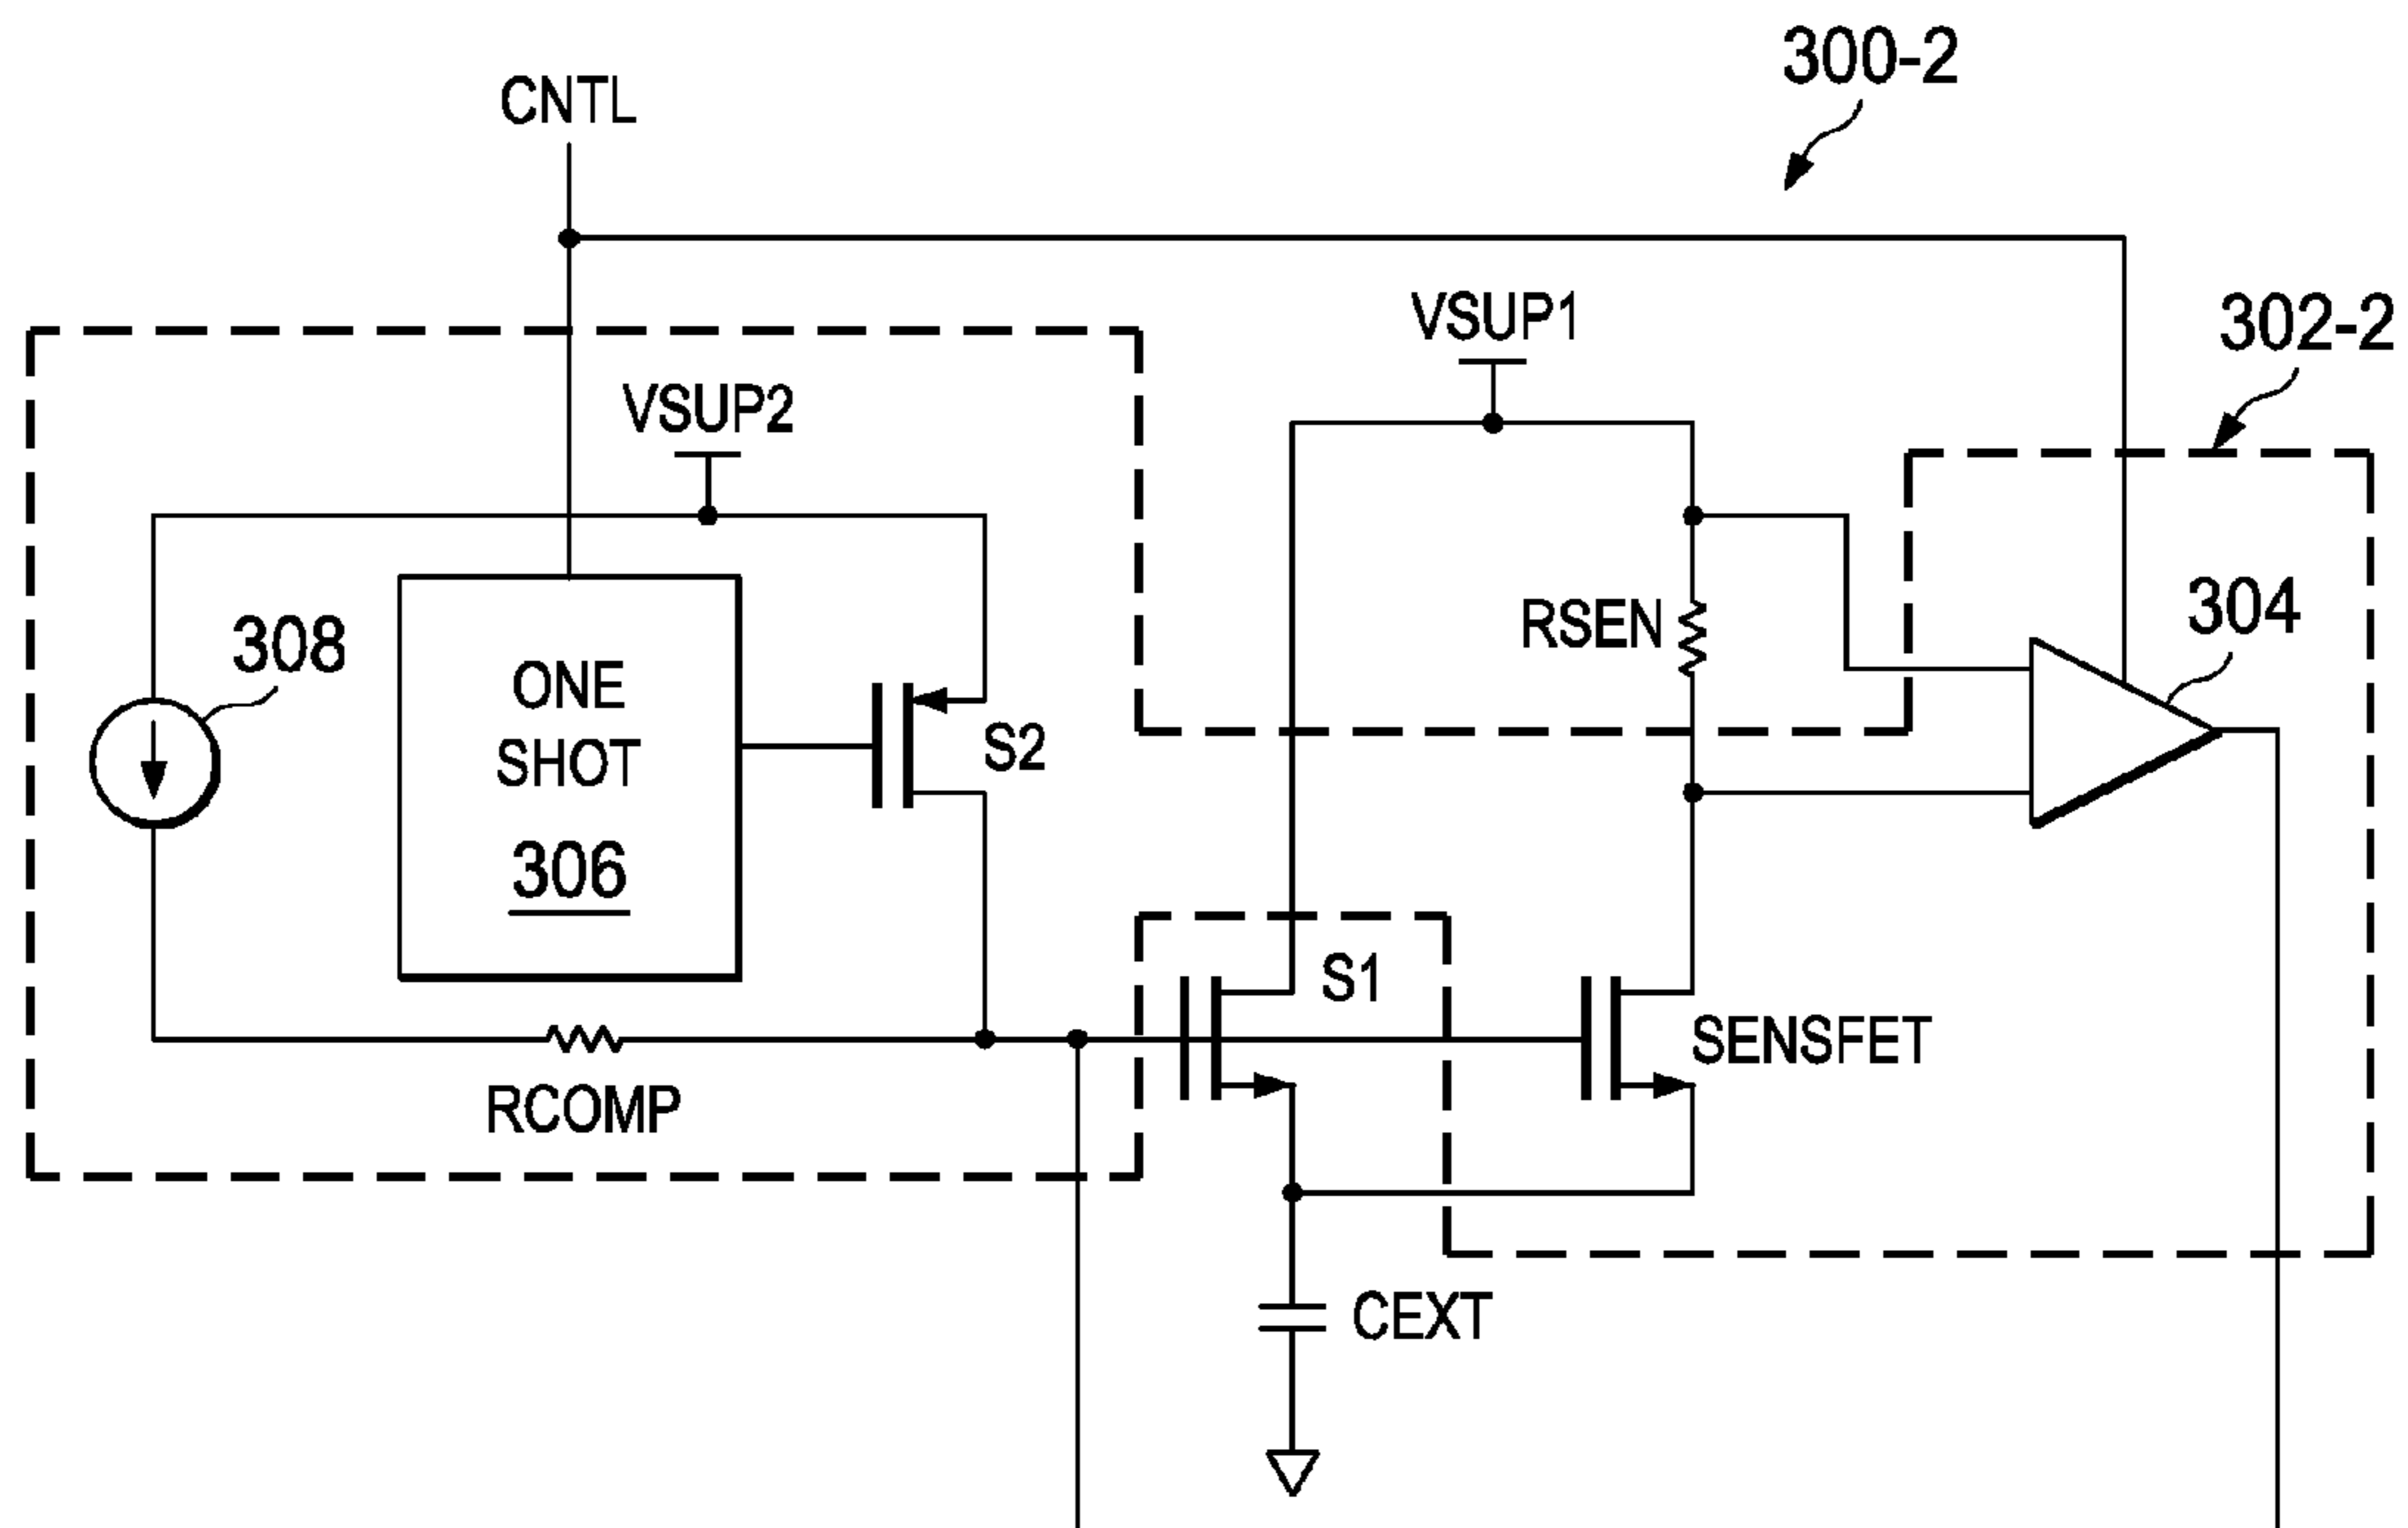 300-2
CNTL
VSUP1
302-2
VSUP2
304
RSEN
308
ONE
SHOT
306
S2
S1
SENSFET
RCOMP
CEXT